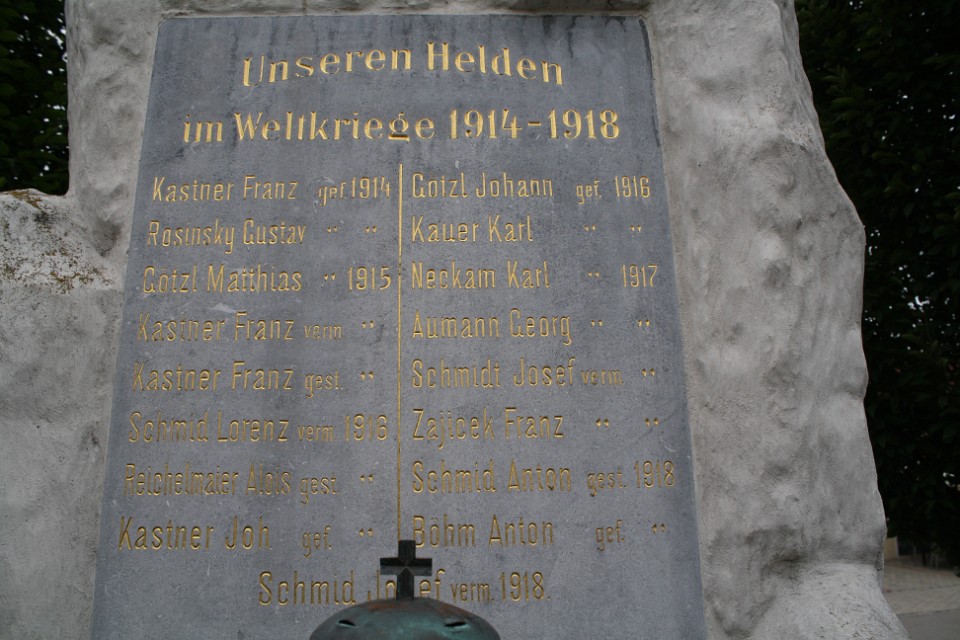 Unseren Helden
im Weltkriege 1914-1918
Kastner Franz gef. 1914
Rosinsky Gustav " "
Götzl Matthias " 1915
Kastner Franz verm. "
Kastner Franz gest. "
Schmid Lorenz verm. 1916
Reichelmaier Alois gest. "
Kastner Joh. gef. "
Götzl Johann gef. 1916
Kauer Karl " "
Neckam Karl " 1917
Aumann Georg " "
Schmidt Josef verm. "
Zajicek Franz " "
Schmid Anton gest. 1918
Böhm Anton gef. "
Schmid Josef verm. 1918.